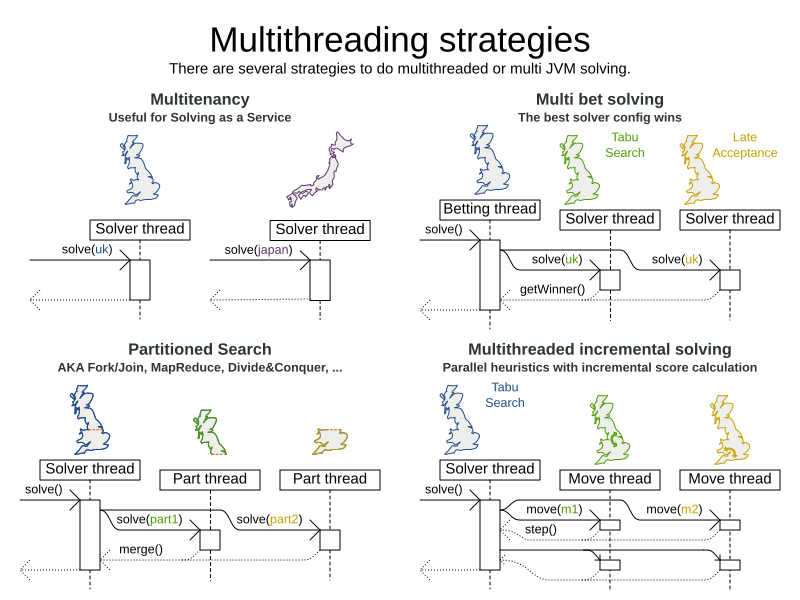 Multithreading strategies
There are several strategies to do multithreaded or multi JVM solving.
Multitenancy
Useful for Solving as a Service
Solver thread
Solver thread
solve(uk)
solve(japan)
Multi bet solving
The best solver config wins
Tabu
Search
Late
Acceptance
Betting thread
Solver thread
Solver thread
solve()
solve(uk)
solve(uk)
getWinner()
Partitioned Search
AKA Fork/Join, MapReduce, Divide&Conquer, ...
Solver thread
Part thread
Part thread
solve()
solve(part1)
solve(part2)
merge()
Multithreaded incremental solving
Parallel heuristics with incremental score calculation
Tabu
Search
Solver thread
Move thread
Move thread
solve()
move(m1)
move(m2)
step()